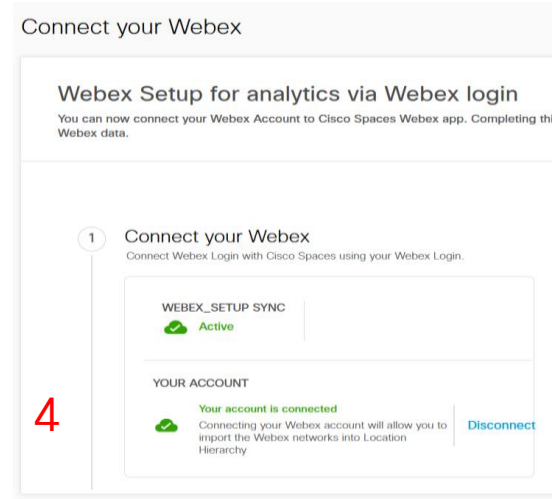 Connect your Webex
Webex Setup for analytics via Webex login
You can now connect your Webex Account to Cisco Spaces Webex app. Completing
Webex data.
1
Connect your Webex
Connect Webex Login with Cisco Spaces using your Webex Login.
WEBEX_SETUP SYNC
Active
YOUR ACCOUNT
4
Your account is connected
Connecting your Webex account will allow you to
import the Webex networks into Location
Hierarchy
Disconnect